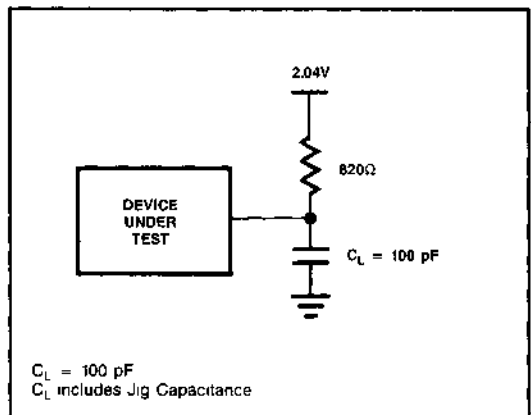 2.04V
820Ω
DEVICE
UNDER
TEST
C_L = 100 pF
C_L = 100 pF
C_L includes Jig Capacitance